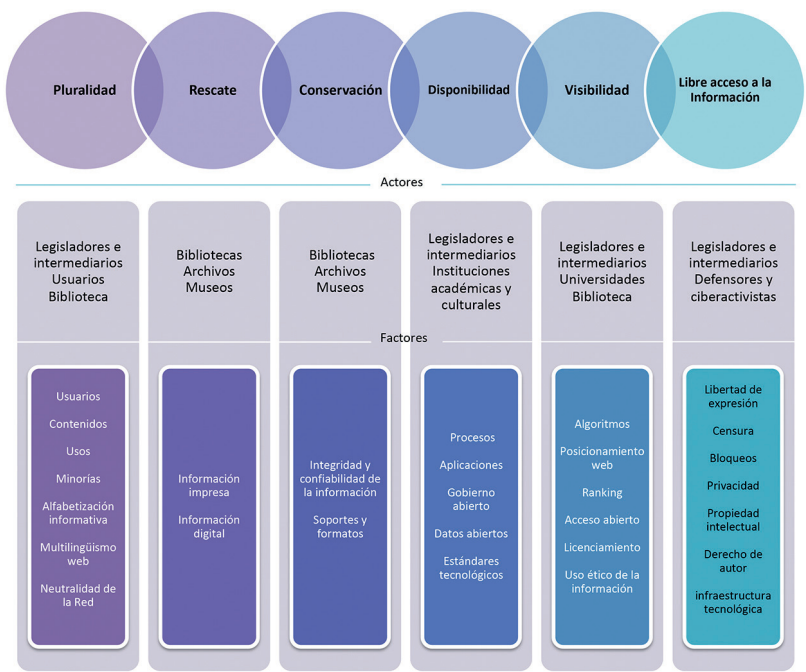 Pluralidad
Rescate
Conservación
Disponibilidad
Visibilidad
Libre acceso a la
Información
Actores
Legisladores e
intermediarios
Usuarios
Biblioteca
Bibliotecas
Archivos
Museos
Bibliotecas
Archivos
Museos
Legisladores e
intermediarios
Instituciones
académicas y
culturales
Legisladores e
intermediarios
Universidades
Biblioteca
Legisladores e
intermediarios
Defensores y
ciberactivistas
Factores
Usuarios
Contenidos
Usos
Minorías
Alfabetización
informativa
Multilingüismo
web
Neutralidad de
la Red
Información
impresa
Información
digital
Integridad y
confiabilidad de
la información
Soportes y
formatos
Procesos
Aplicaciones
Gobierno
abierto
Datos abiertos
Estándares
tecnológicos
Algoritmos
Posicionamiento
web
Ranking
Acceso abierto
Licenciamiento
Uso ético de la
información
Libertad de
expresión
Censura
Bloqueos
Privacidad
Propiedad
intelectual
Derecho de
autor
infraestructura
tecnológica